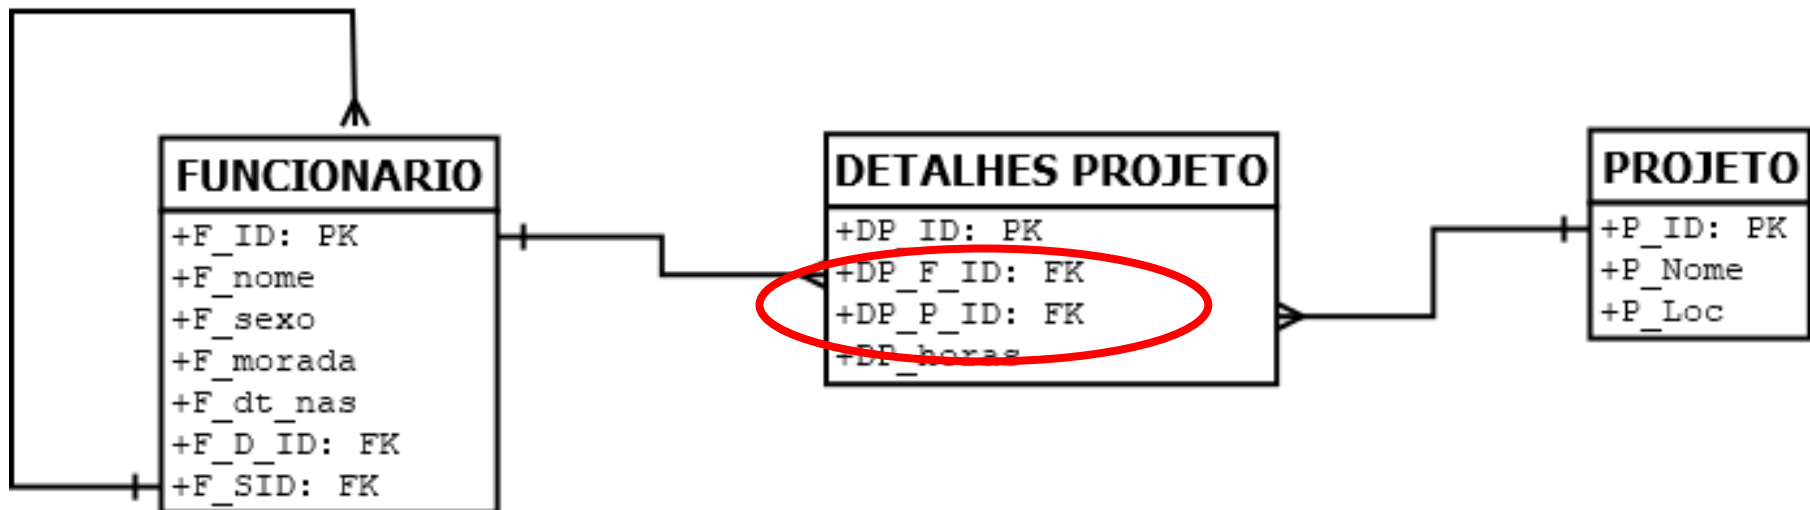 FUNCIONARIO
+F_ID: PK
+F_nome
+F_sexo
+F_morada
+F_dt_nas
+F_D_ID: FK
+F_SID: FK
DETALHES PROJETO
+DP_ID: PK
+DP_F_ID: FK
+DP_P_ID: FK
+DP_horas
PROJETO
+P_ID: PK
+P_Nome
+P_Loc